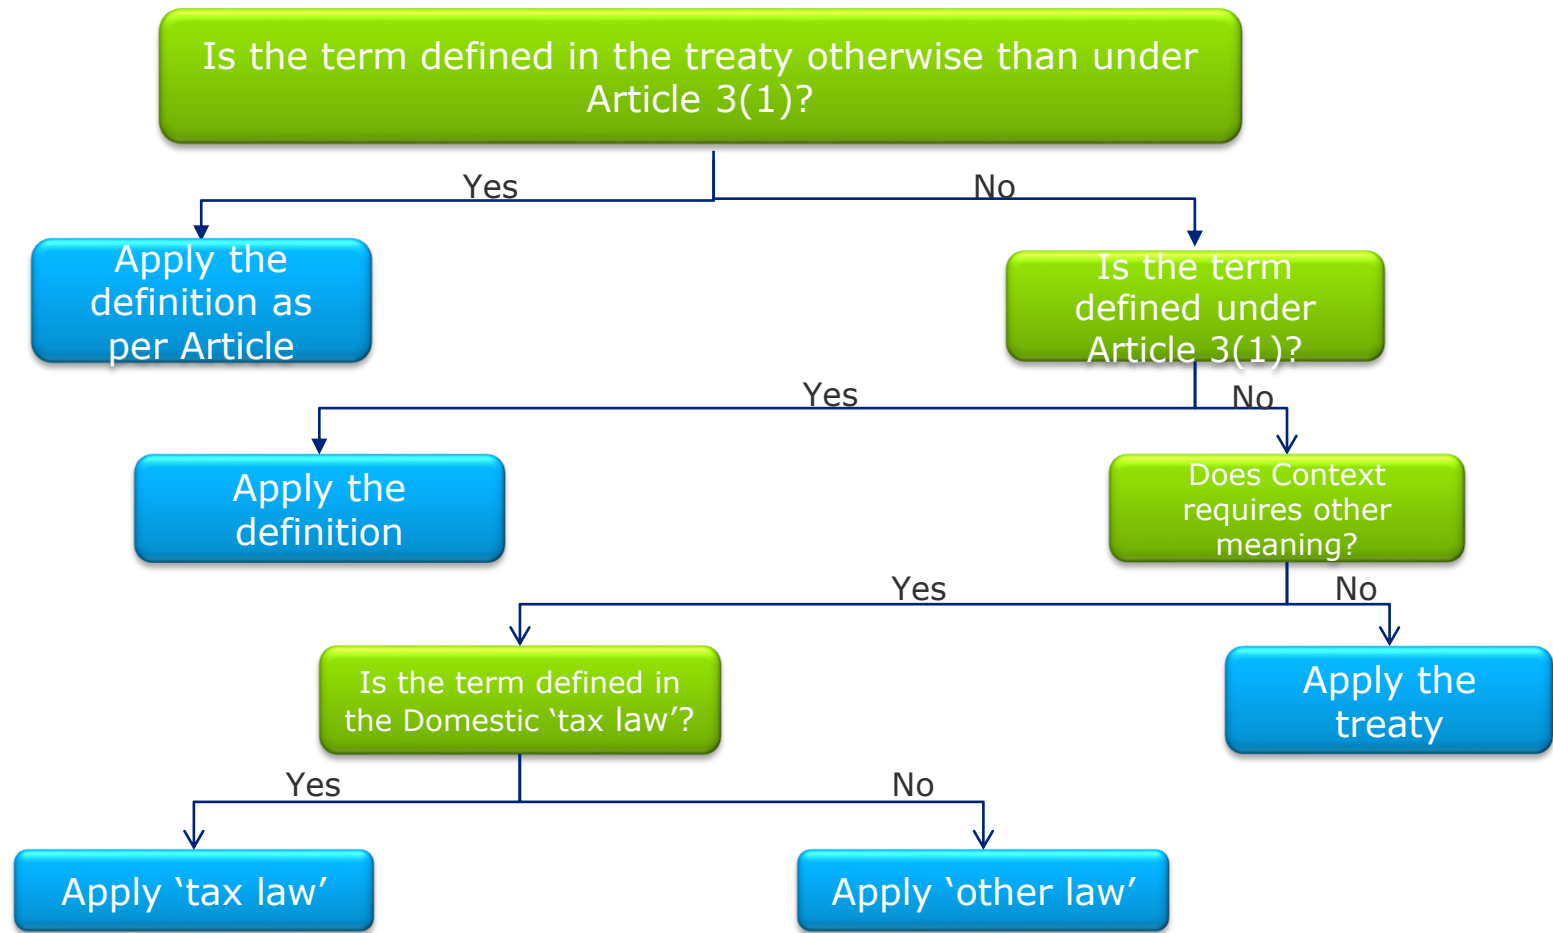 Is the term defined in the treaty otherwise than under
Article 3(1)?
Yes
No
Apply the
definition as
per Article
Is the term
defined under
Article 3(1)?
Yes
No
Apply the
definition
Does Context
requires other
meaning?
Yes
No
Is the term defined in
the Domestic ‘tax law’?
Apply the
treaty
Yes
No
Apply ‘tax law’
Apply ‘other law’